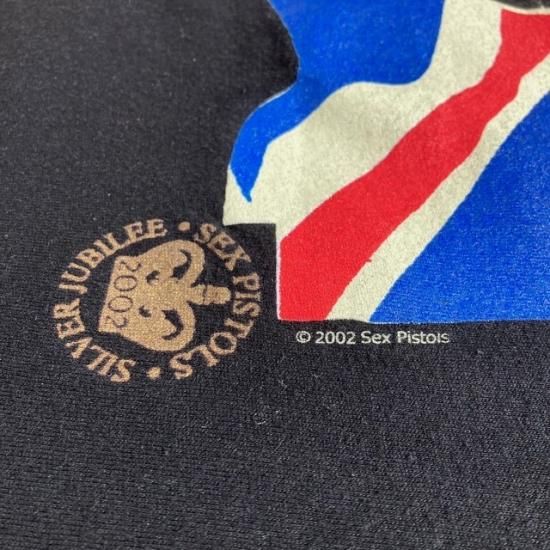 SILVER JUBILEE • SEX PISTOLS •
2002
© 2002 Sex Pistols